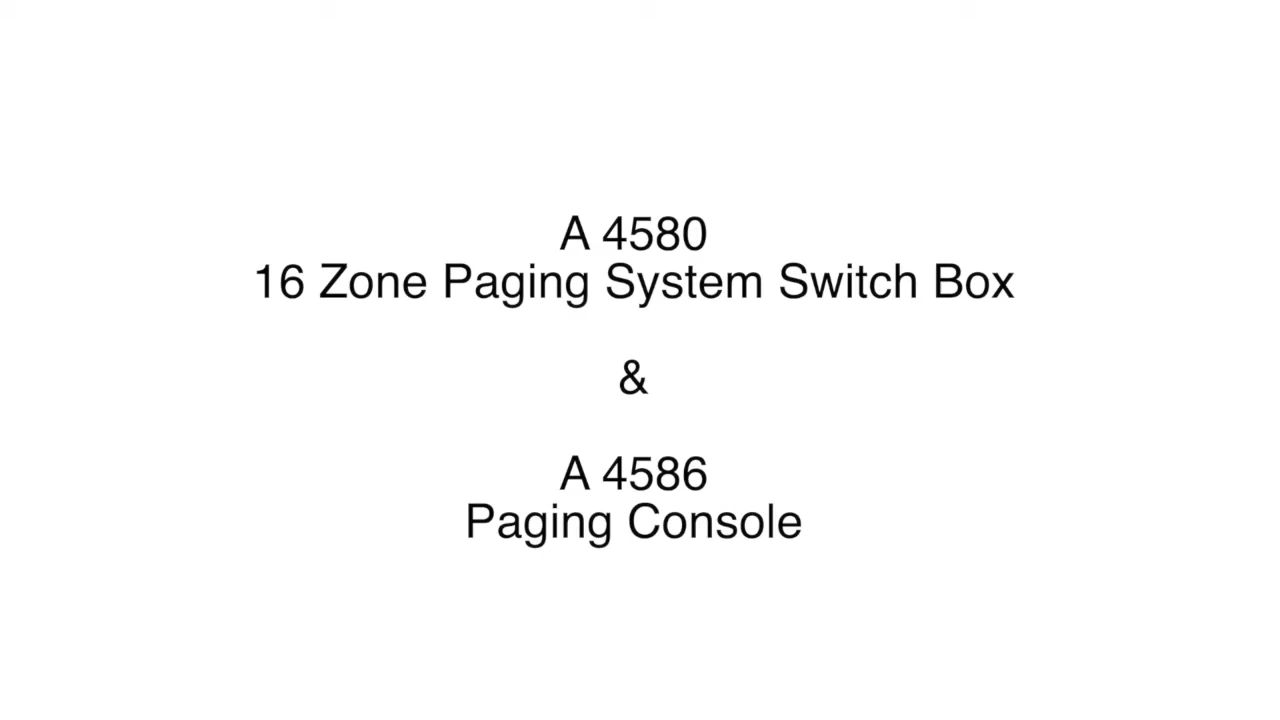 A 4580
16 Zone Paging System Switch Box
&
A 4586
Paging Console